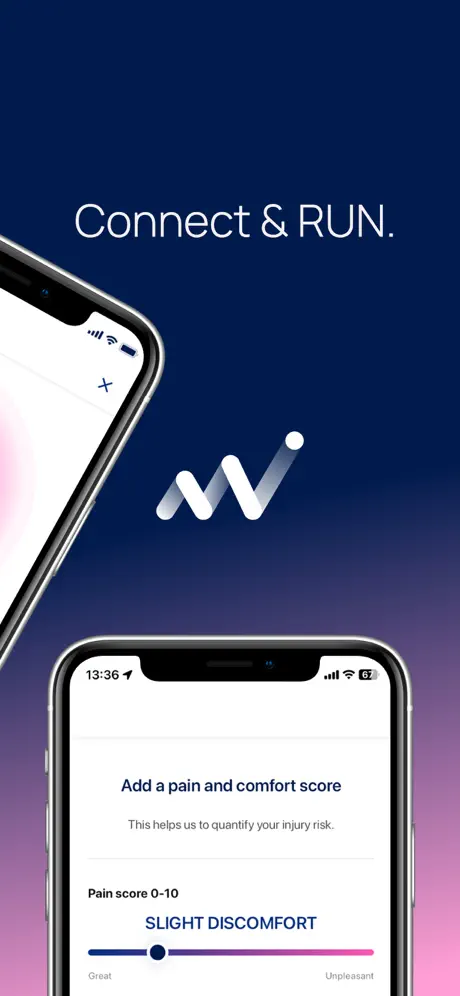 Connect & RUN.
13:36
67
Add a pain and comfort score
This helps us to quantify your injury risk.
Pain score 0-10
SLIGHT DISCOMFORT
Great
Unpleasant